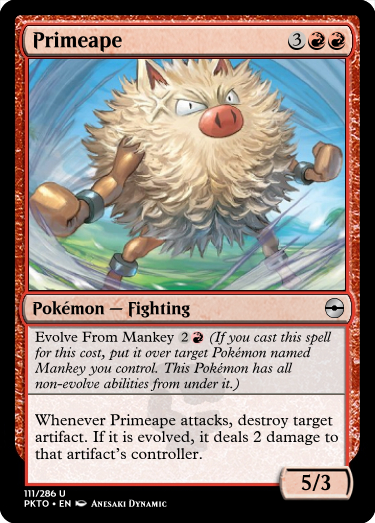 Primeape 3
Pokémon — Fighting
Evolve From Mankey 2 (If you cast this spell
for this cost, put it over target Pokémon named
Mankey you control. This Pokémon has all
non-evolve abilities from under it.)
Whenever Primeape attacks, destroy target
artifact. If it is evolved, it deals 2 damage to
that artifact's controller.
5/3
111/286 U
PKTO • EN Anesaki Dynamic